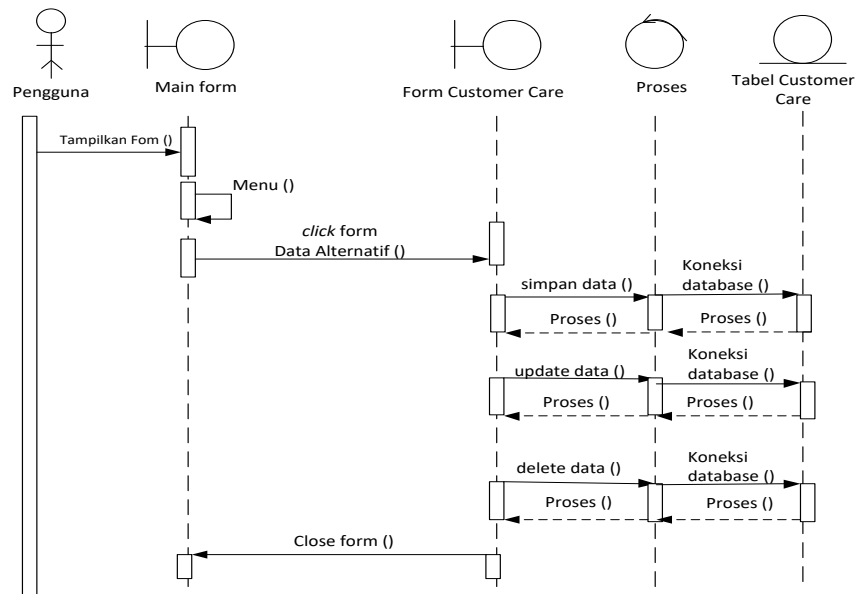 Pengguna
Main form
Form Customer Care
Proses
Tabel Customer
Care
Tampilkan Fom ()
Menu ()
click form
Data Alternatif ()
simpan data ()
Koneksi
database ()
Proses ()
Proses ()
update data ()
Koneksi
database ()
Proses ()
Proses ()
delete data ()
Koneksi
database ()
Proses ()
Proses ()
Close form ()